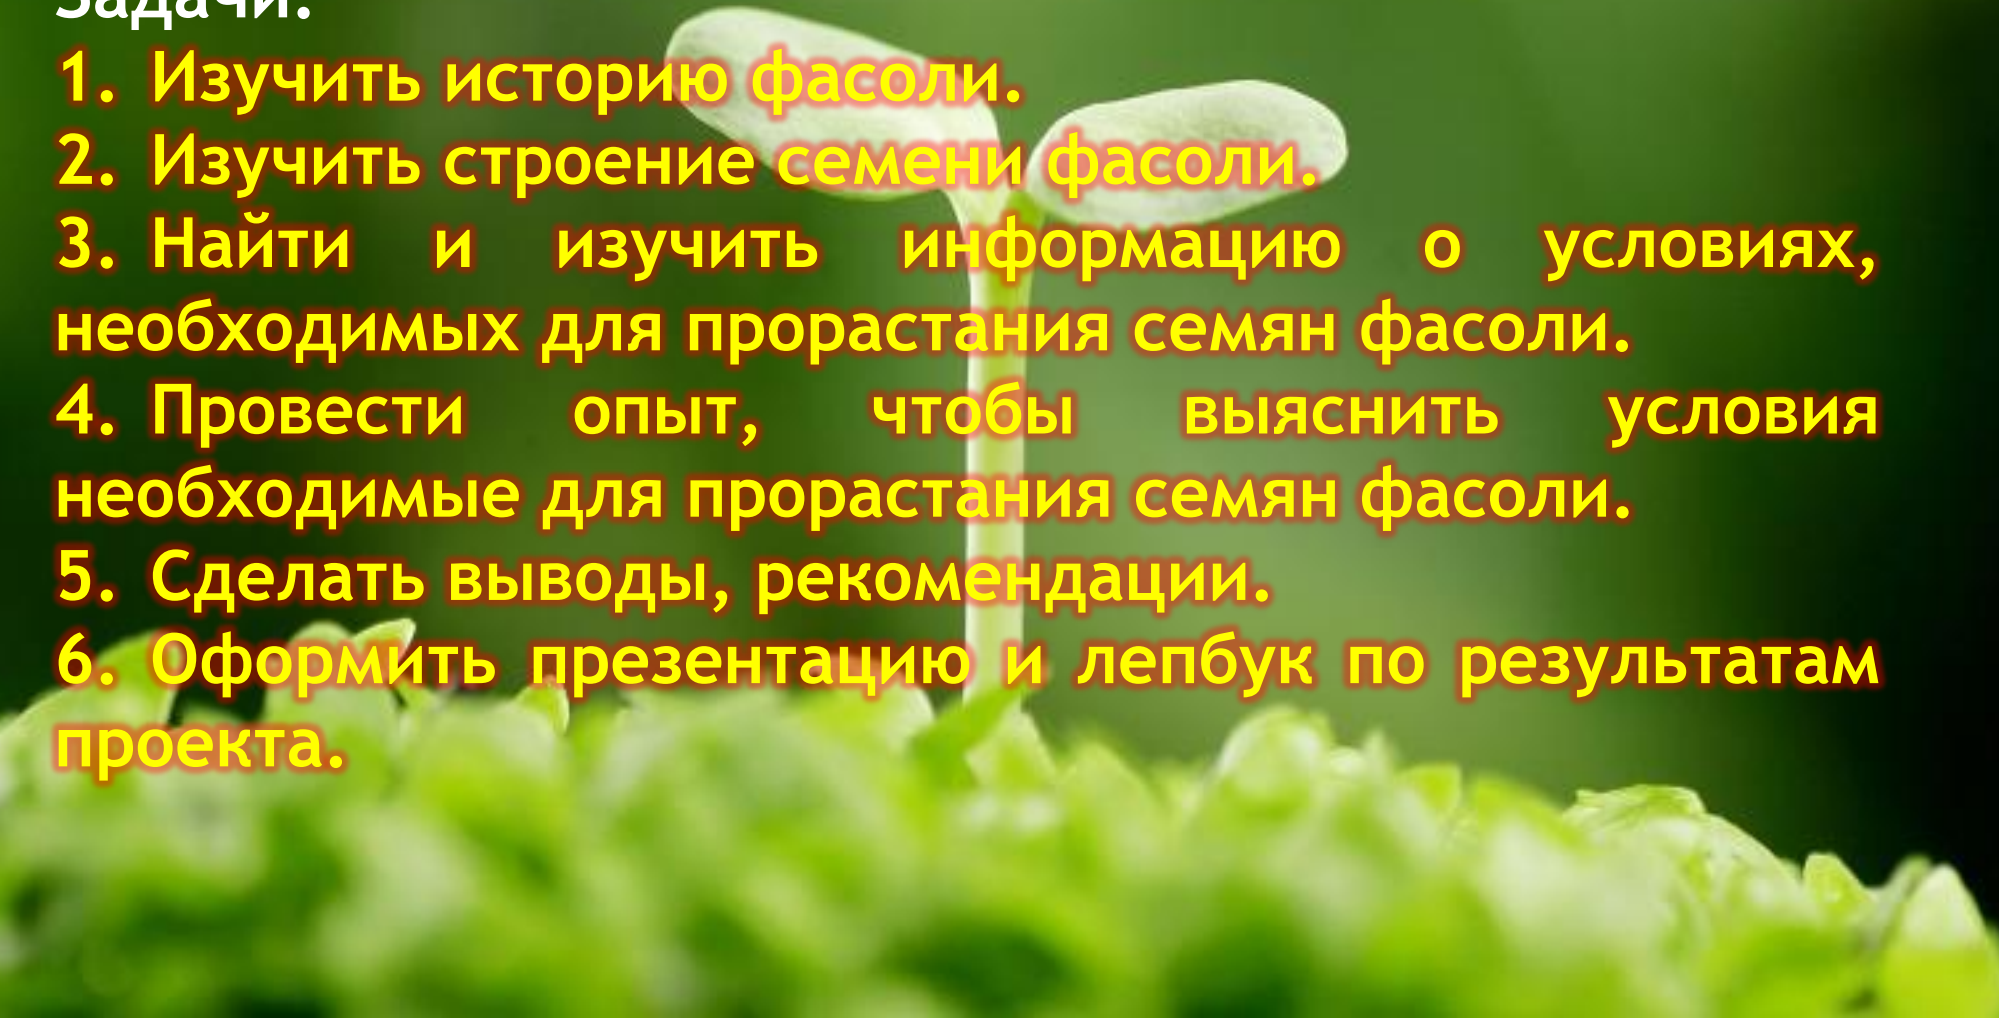 Задачи:
1. Изучить историю фасоли.
2. Изучить строение семени фасоли.
3. Найти и изучить информацию о условиях,
необходимых для прорастания семян фасоли.
4. Провести опыт, чтобы выяснить условия
необходимые для прорастания семян фасоли.
5. Сделать выводы, рекомендации.
6. Оформить презентацию и лепбук по результатам
проекта.